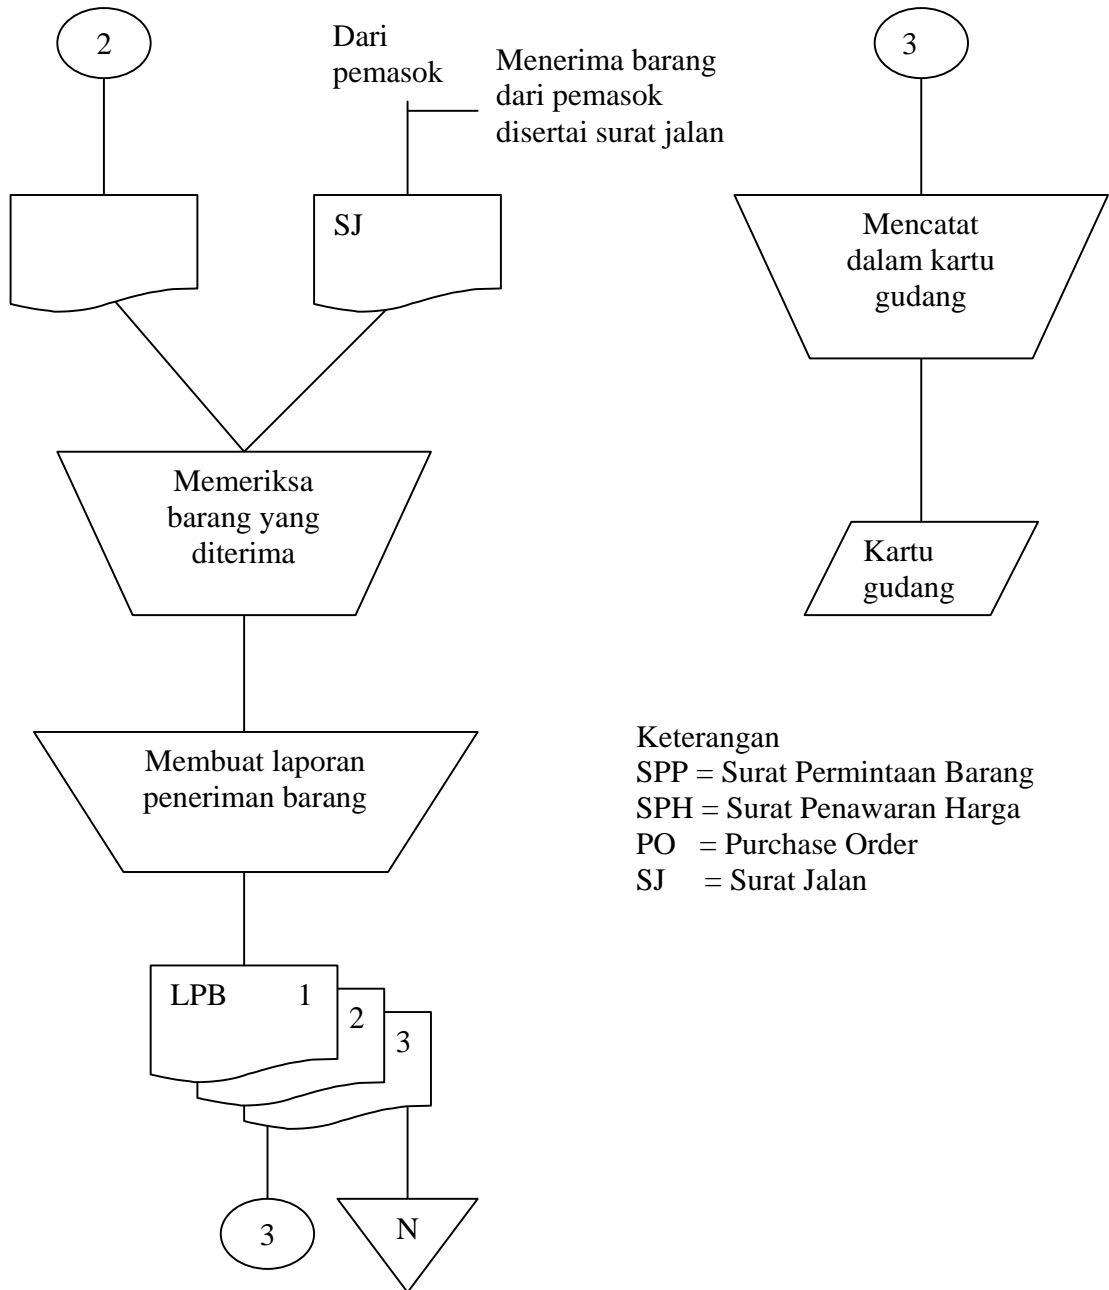 2
Dari
pemasok
Menerima barang
dari pemasok
disertai surat jalan
SJ
Memeriksa
barang yang
diterima
Membuat laporan
peneriman barang
LPB 1
2
3
3
N
3
Mencatat
dalam kartu
gudang
Kartu
gudang
Keterangan
SPP = Surat Permintaan Barang
SPH = Surat Penawaran Harga
PO = Purchase Order
SJ = Surat Jalan